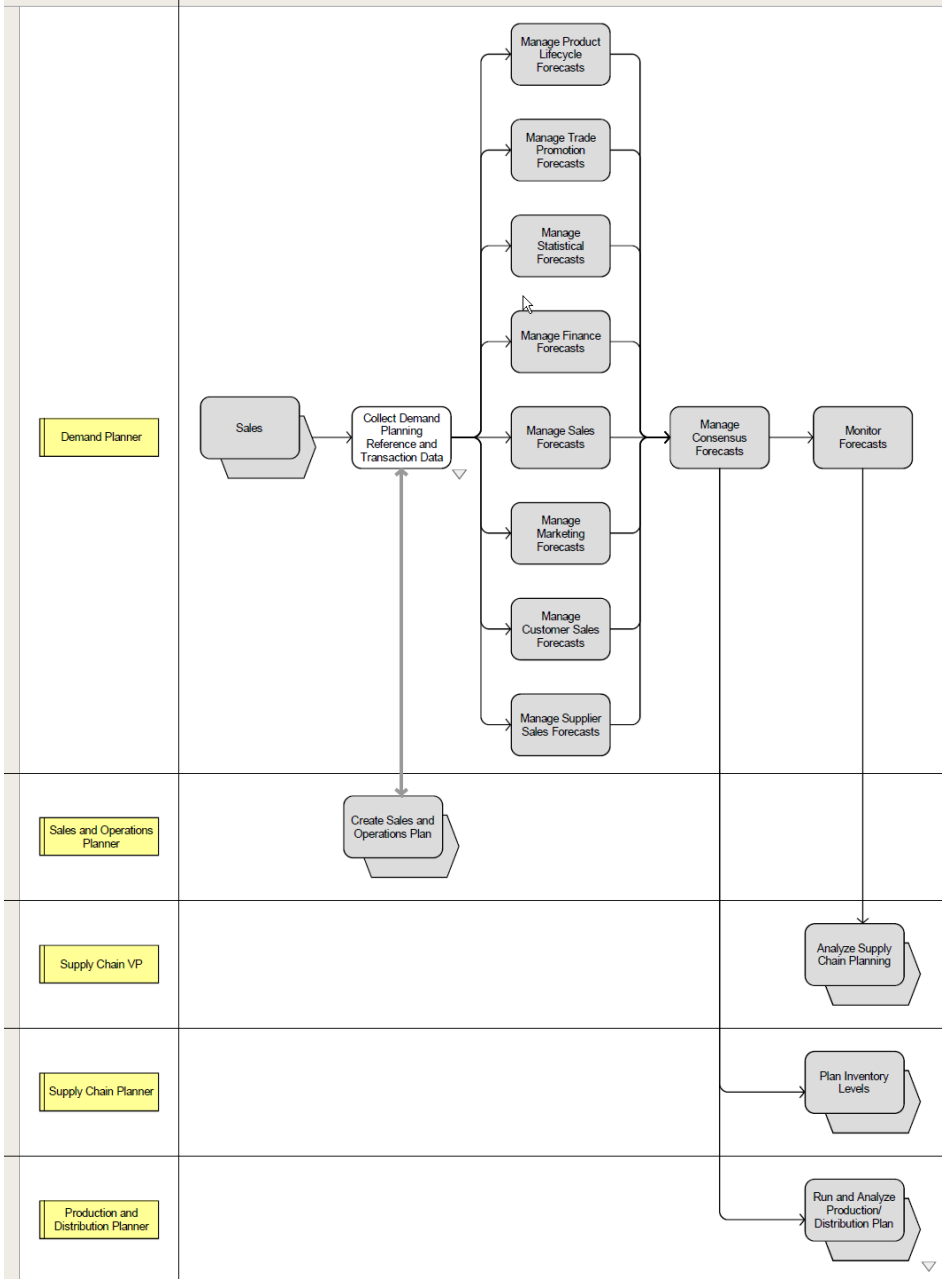 Manage Product
Lifecycle
Forecasts
Manage Trade
Promotion
Forecasts
Manage
Statistical
Forecasts
Manage Finance
Forecasts
Demand Planner
Sales
Collect Demand
Planning
Reference and
Transaction Data
Manage Sales
Forecasts
Manage
Consensus
Forecasts
Monitor
Forecasts
Manage
Marketing
Forecasts
Manage
Customer Sales
Forecasts
Manage Supplier
Sales Forecasts
Sales and Operations
Planner
Create Sales and
Operations Plan
Supply Chain VP
Analyze Supply
Chain Planning
Supply Chain Planner
Plan Inventory
Levels
Production and
Distribution Planner
Run and Analyze
Production/
Distribution Plan